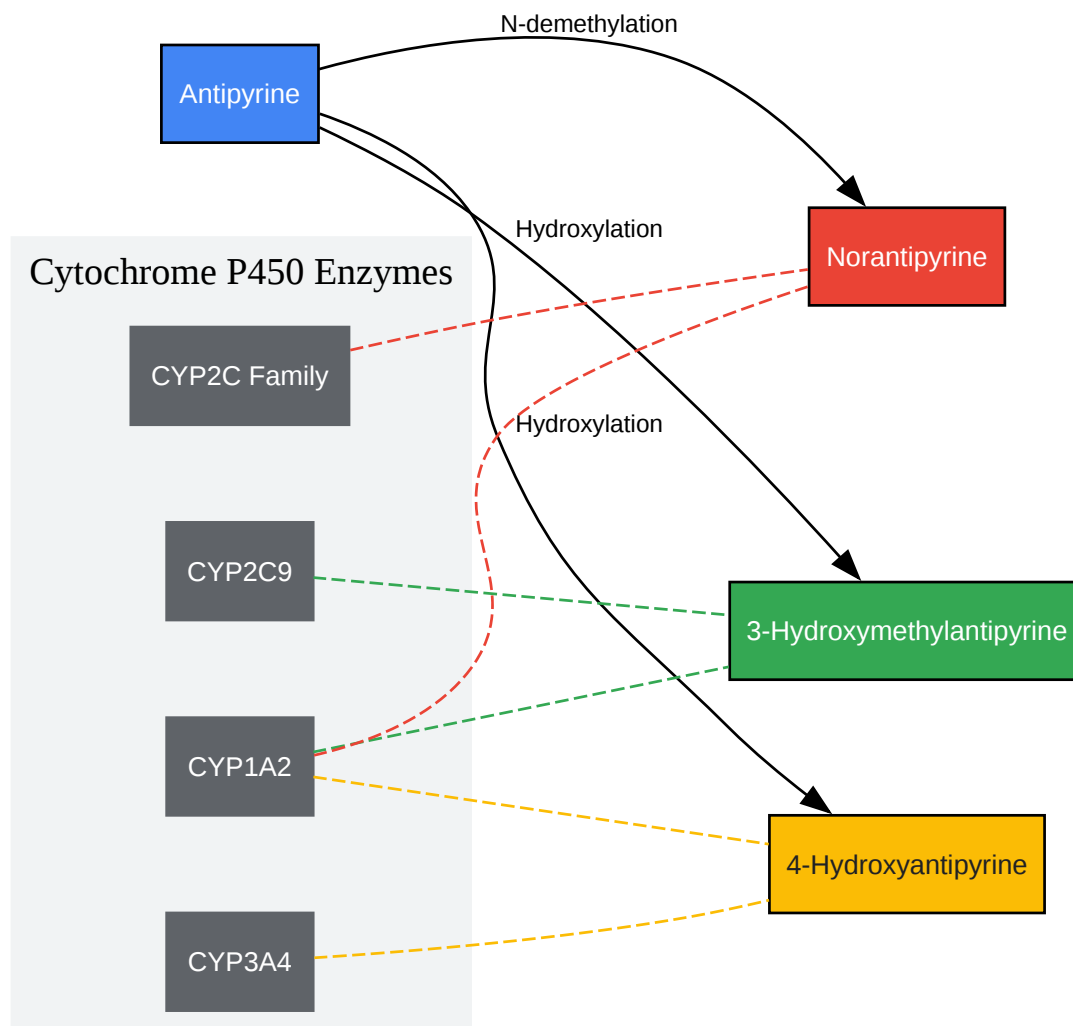 N-demethylation
Antipyrine
Hydroxylation
Norantipyrine
Cytochrome P450 Enzymes
CYP2C Family
Hydroxylation
CYP2C9
3-Hydroxymethylantipyrine
CYP1A2
4-Hydroxyantipyrine
CYP3A4